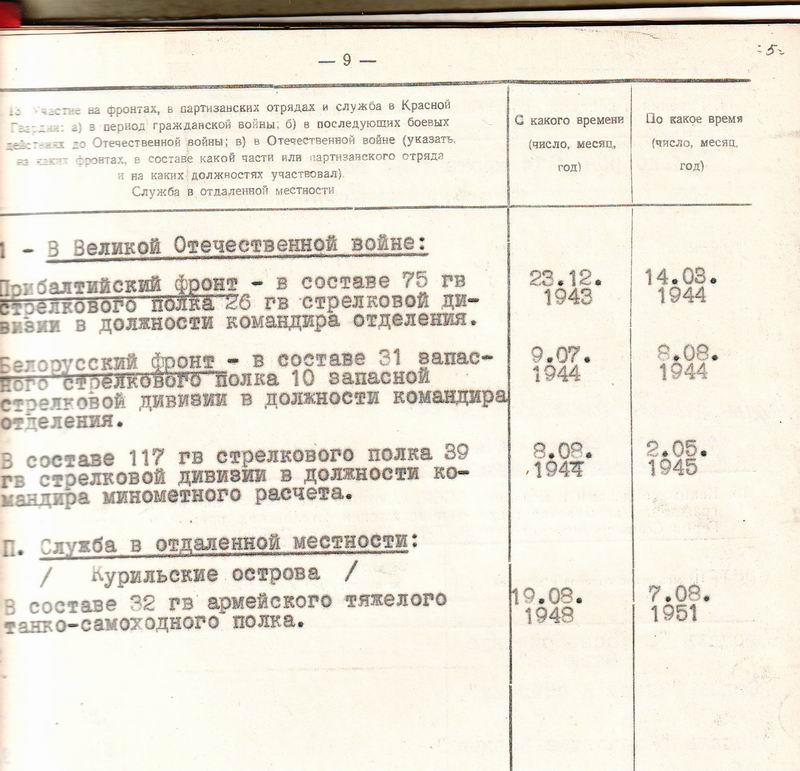 — 9 —
5
13. Участие на фронтах, в партизанских отрядах и служба в Красной
Гвардии: а) в период гражданской войны; б) в последующих боевых
действиях до Отечественной войны; в) в Отечественной войне (указать,
на каких фронтах, в составе какой части или партизанского отряда
и на каких должностях участвовал).
Служба в отдаленной местности
С какого времени
(число, месяц,
год)
По какое время
(число, месяц,
год)
1 - В Великой Отечественной войне:
Прибалтийский фронт - в составе 75 гв
стрелкового полка 26 гв стрелковой ди-
визии в должности командира отделения.
23.12.
1943
14.03.
1944
Белорусский фронт - в составе 31 запас-
ного стрелкового полка 10 запасной
стрелковой дивизии в должности командира
отделения.
9.07.
1944
8.08.
1944
В составе 117 гв стрелкового полка 39
гв стрелковой дивизии в должности ко-
мандира минометного расчета.
8.08.
1944
2.05.
1945
П. Служба в отдаленной местности:
/ Курильские острова /
В составе 32 гв армейского тяжелого
танко-самоходного полка.
19.08.
1948
7.08.
1951